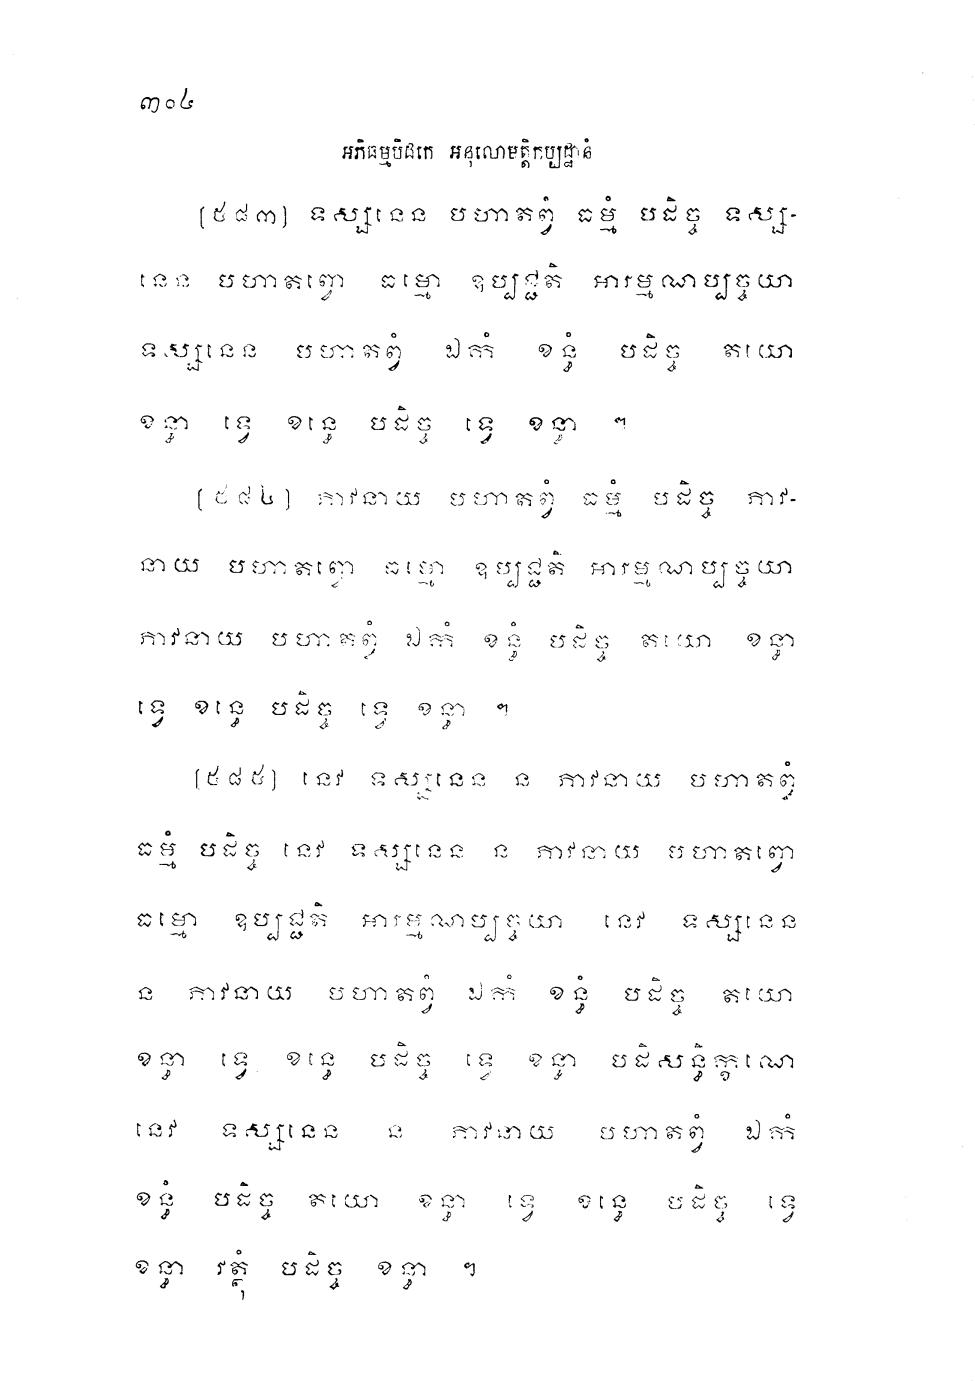 ៣០៤
អភិធម្មបិដកេ អនុលោមត្តិកប្បដ្ឋានំ
[៥៨៣] ទស្សនេន បហាតព្វំ ធម្មំ បដិច្ច ទស្ស-
នេន បហាតព្វោ ធម្មោ ឧប្បជ្ជតិ អារម្មណប្បច្ចយា
ទស្សនេន បហាតព្វំ ឯកំ ខន្ធំ បដិច្ច តយោ
ខន្ធា ទ្វេ ខន្ធេ បដិច្ច ទ្វេ ខន្ធា ។
[៥៨៤] ភាវនាយ បហាតព្វំ ធម្មំ បដិច្ច ភាវ-
នាយ បហាតព្វោ ធម្មោ ឧប្បជ្ជតិ អារម្មណប្បច្ចយា
ភាវនាយ បហាតព្វំ ឯកំ ខន្ធំ បដិច្ច តយោ ខន្ធា
ទ្វេ ខន្ធេ បដិច្ច ទ្វេ ខន្ធា ។
[៥៨៥] នេវ ទស្សនេន ន ភាវនាយ បហាតព្វំ
ធម្មំ បដិច្ច នេវ ទស្សនេន ន ភាវនាយ បហាតព្វោ
ធម្មោ ឧប្បជ្ជតិ អារម្មណប្បច្ចយា នេវ ទស្សនេន
ន ភាវនាយ បហាតព្វំ ឯកំ ខន្ធំ បដិច្ច តយោ
ខន្ធា ទ្វេ ខន្ធេ បដិច្ច ទ្វេ ខន្ធា បដិសន្ធិក្ខណេ
នេវ ទស្សនេន ន ភាវនាយ បហាតព្វំ ឯកំ
ខន្ធំ បដិច្ច តយោ ខន្ធា ទ្វេ ខន្ធេ បដិច្ច ទ្វេ
ខន្ធា វត្ថុំ បដិច្ច ខន្ធា ។